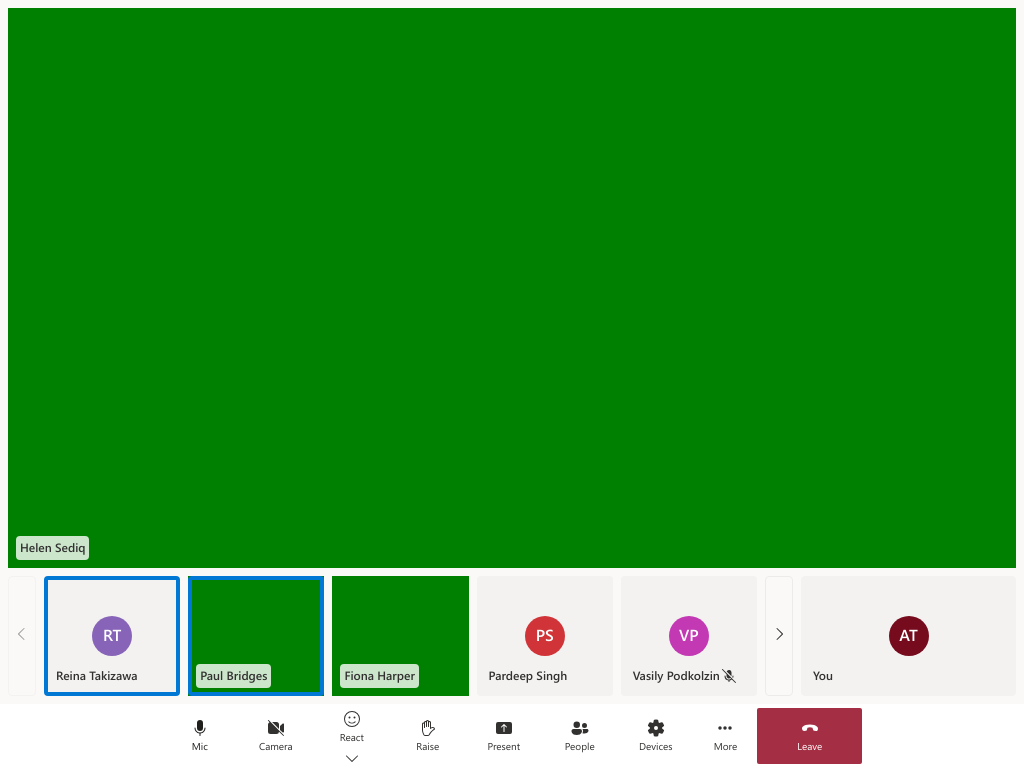 Helen Sediq
RT
Reina Takizawa
Paul Bridges
Fiona Harper
PS
Pardeep Singh
VP
Vasily Podkolzin
AT
You
Mic
Camera
React
Raise
Present
People
Devices
More
Leave